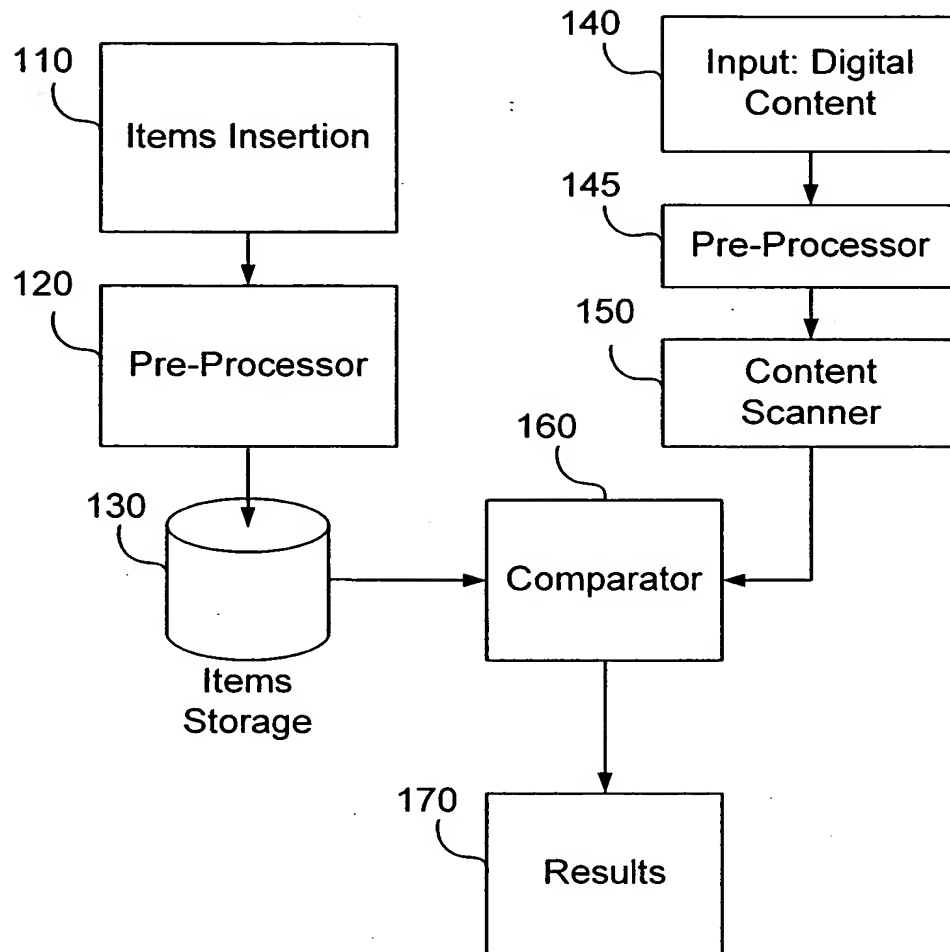 110
Items Insertion
120
Pre-Processor
130
Items
Storage
140
Input: Digital
Content
145
Pre-Processor
150
Content
Scanner
160
Comparator
170
Results